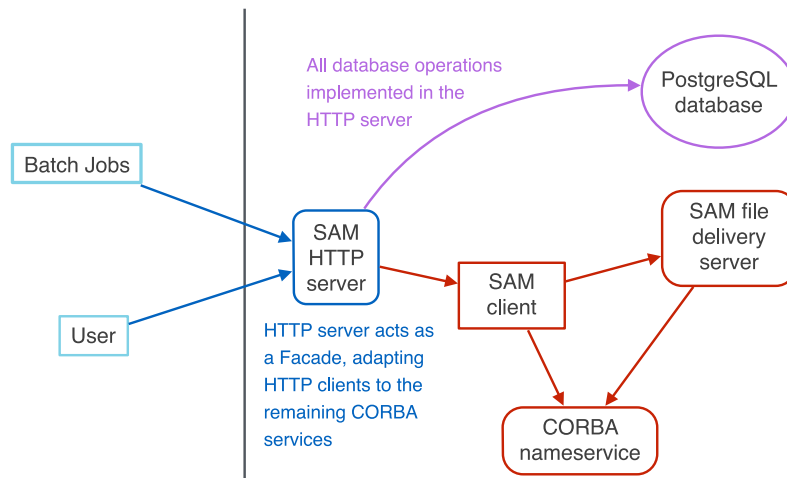 All database operations
implemented in the
HTTP server
PostgreSQL
database
Batch Jobs
SAM
HTTP
server
SAM file
delivery
server
SAM
client
User
HTTP server acts as
a Facade, adapting
HTTP clients to the
remaining CORBA
services
CORBA
nameservice